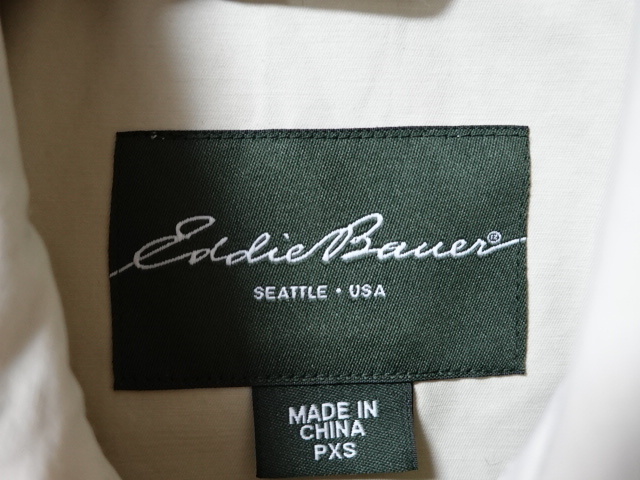 Eddie Bauer®
SEATTLE · USA
MADE IN
CHINA
PXS